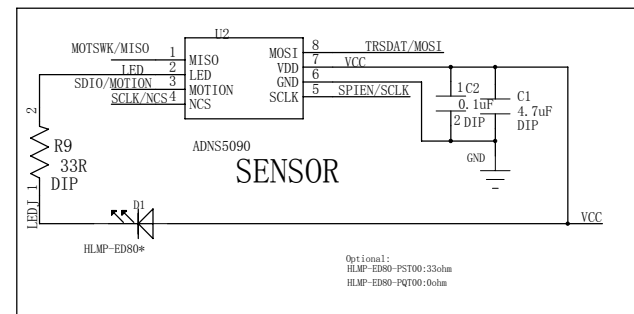 U2
MOTSWK/MISO 1 MISO MOSI 8 TRSDAT/MOSI
LED 2 LED VDD 7 VCC
SDIO/MOTION 3 MOTION GND 6
SCLK/NCS 4 NCS SCLK 5 SPIEN/SCLK
ADNS5090
SENSOR
1 C2
0.1uF
2 DIP
C1
4.7uF
DIP
GND
2
R9
33R
DIP
LEDJ 1
D1
HLMP-ED80*
VCC
Optional:
HLMP-ED80-PST00:33ohm
HLMP-ED80-PQT00:0ohm